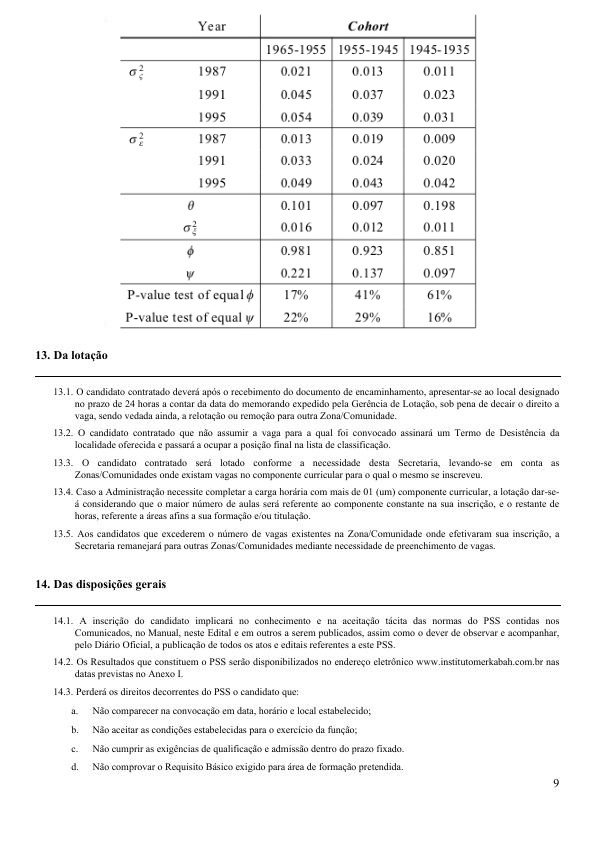 Year Cohort
1965-1955 1955-1945 1945-1935
σ²ς 1987 0.021 0.013 0.011
1991 0.045 0.037 0.023
1995 0.054 0.039 0.031
σ²ε 1987 0.013 0.019 0.009
1991 0.033 0.024 0.020
1995 0.049 0.043 0.042
θ 0.101 0.097 0.198
σ²ξ 0.016 0.012 0.011
ϕ 0.981 0.923 0.851
ψ 0.221 0.137 0.097
P-value test of equal ϕ 17% 41% 61%
P-value test of equal ψ 22% 29% 16%
13. Da lotação
13.1. O candidato contratado deverá após o recebimento do documento de encaminhamento, apresentar-se ao local designado
no prazo de 24 horas a contar da data do memorando expedido pela Gerência de Lotação, sob pena de decair o direito a
vaga, sendo vedada ainda, a relotação ou remoção para outra Zona/Comunidade.
13.2. O candidato contratado que não assumir a vaga para a qual foi convocado assinará um Termo de Desistência da
localidade oferecida e passará a ocupar a posição final na lista de classificação.
13.3. O candidato contratado será lotado conforme a necessidade desta Secretaria, levando-se em conta as
Zonas/Comunidades onde existam vagas no componente curricular para o qual o mesmo se inscreveu.
13.4. Caso a Administração necessite completar a carga horária com mais de 01 (um) componente curricular, a lotação dar-se-
á considerando que o maior número de aulas será referente ao componente constante na sua inscrição, e o restante de
horas, referente a áreas afins a sua formação e/ou titulação.
13.5. Aos candidatos que excederem o número de vagas existentes na Zona/Comunidade onde efetivaram sua inscrição, a
Secretaria remanejará para outras Zonas/Comunidades mediante necessidade de preenchimento de vagas.
14. Das disposições gerais
14.1. A inscrição do candidato implicará no conhecimento e na aceitação tácita das normas do PSS contidas nos
Comunicados, no Manual, neste Edital e em outros a serem publicados, assim como o dever de observar e acompanhar,
pelo Diário Oficial, a publicação de todos os atos e editais referentes a este PSS.
14.2. Os Resultados que constituem o PSS serão disponibilizados no endereço eletrônico www.institutomerkabah.com.br nas
datas previstas no Anexo I.
14.3. Perderá os direitos decorrentes do PSS o candidato que:
a. Não comparecer na convocação em data, horário e local estabelecido;
b. Não aceitar as condições estabelecidas para o exercício da função;
c. Não cumprir as exigências de qualificação e admissão dentro do prazo fixado.
d. Não comprovar o Requisito Básico exigido para área de formação pretendida.
9